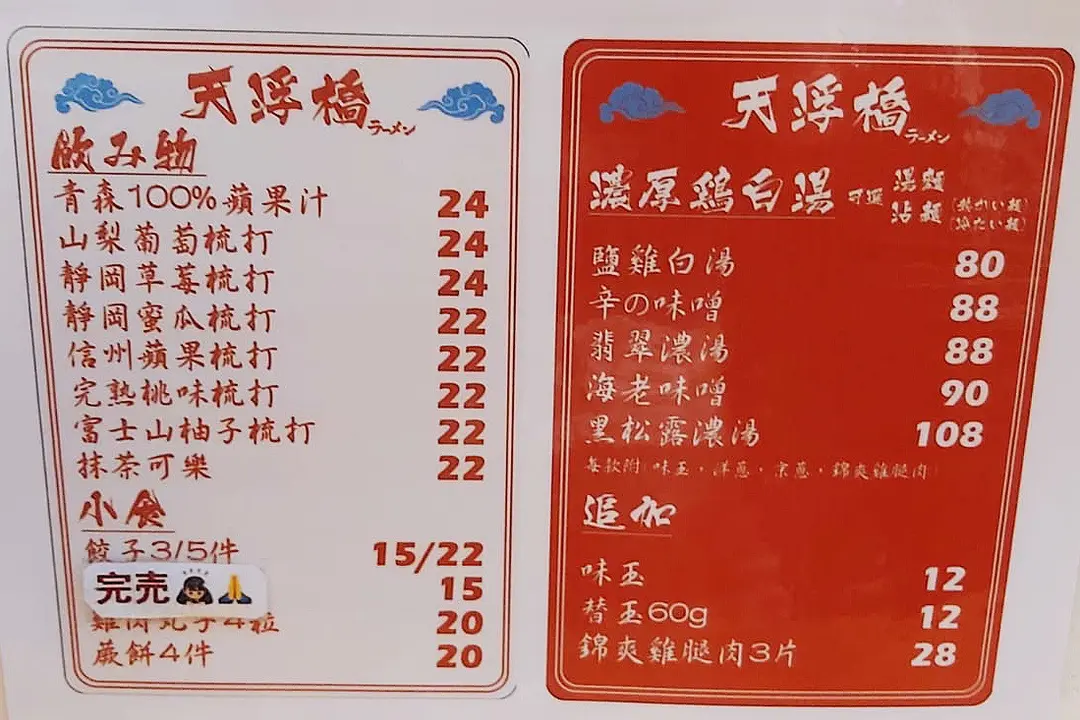 天浮橋
ラーメン
飲み物
青森100%蘋果汁 24
山梨葡萄梳打 24
靜岡草莓梳打 24
靜岡蜜瓜梳打 22
信州蘋果梳打 22
完熟桃味梳打 22
富士山柚子梳打 22
抹茶可樂 22
小食
餃子3/5件 15/22
完売 15
雞肉丸子4粒 20
蕨餅4件 20
天浮橋
ラーメン
濃厚鶏白湯 可選 湯麵
沾麵
鹽雞白湯 80
辛の味噌 88
翡翠濃湯 88
海老味噌 90
黑松露濃湯 108
每款附 味玉・洋蔥・京蔥・錦爽雞腿肉
追加
味玉 12
替玉60g 12
錦爽雞腿肉3片 28